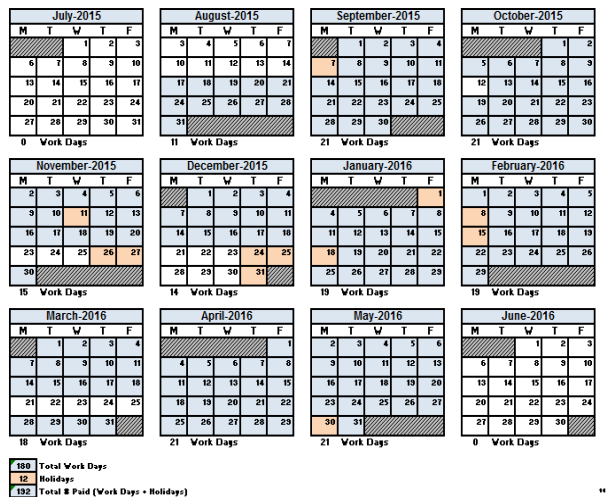 July-2015 August-2015 September-2015 October-2015
M T W T F M T W T F M T W T F M T W T F
1 2 3 3 4 5 6 7 1 2 3 4 1 2
6 7 8 9 10 10 11 12 13 14 7 8 9 10 11 5 6 7 8 9
13 14 15 16 17 17 18 19 20 21 14 15 16 17 18 12 13 14 15 16
20 21 22 23 24 24 25 26 27 28 21 22 23 24 25 19 20 21 22 23
27 28 29 30 31 31 28 29 30 26 27 28 29 30
0 Work Days 11 Work Days 21 Work Days 21 Work Days
November-2015 December-2015 January-2016 February-2016
M T W T F M T W T F M T W T F M T W T F
2 3 4 5 6 1 2 3 4 1 1 2 3 4 5
9 10 11 12 13 7 8 9 10 11 4 5 6 7 8 8 9 10 11 12
16 17 18 19 20 14 15 16 17 18 11 12 13 14 15 15 16 17 18 19
23 24 25 26 27 21 22 23 24 25 18 19 20 21 22 22 23 24 25 26
30 28 29 30 31 25 26 27 28 29 29
15 Work Days 14 Work Days 19 Work Days 19 Work Days
March-2016 April-2016 May-2016 June-2016
M T W T F M T W T F M T W T F M T W T F
1 2 3 4 1 2 3 4 5 6 1 2 3
7 8 9 10 11 4 5 6 7 8 9 10 11 12 13 6 7 8 9 10
14 15 16 17 18 11 12 13 14 15 16 17 18 19 20 13 14 15 16 17
21 22 23 24 25 18 19 20 21 22 23 24 25 26 27 20 21 22 23 24
28 29 30 31 25 26 27 28 29 30 31 27 28 29 30
18 Work Days 21 Work Days 21 Work Days 0 Work Days
180 Total Work Days
12 Holidays
192 Total # Paid (Work Days + Holidays)